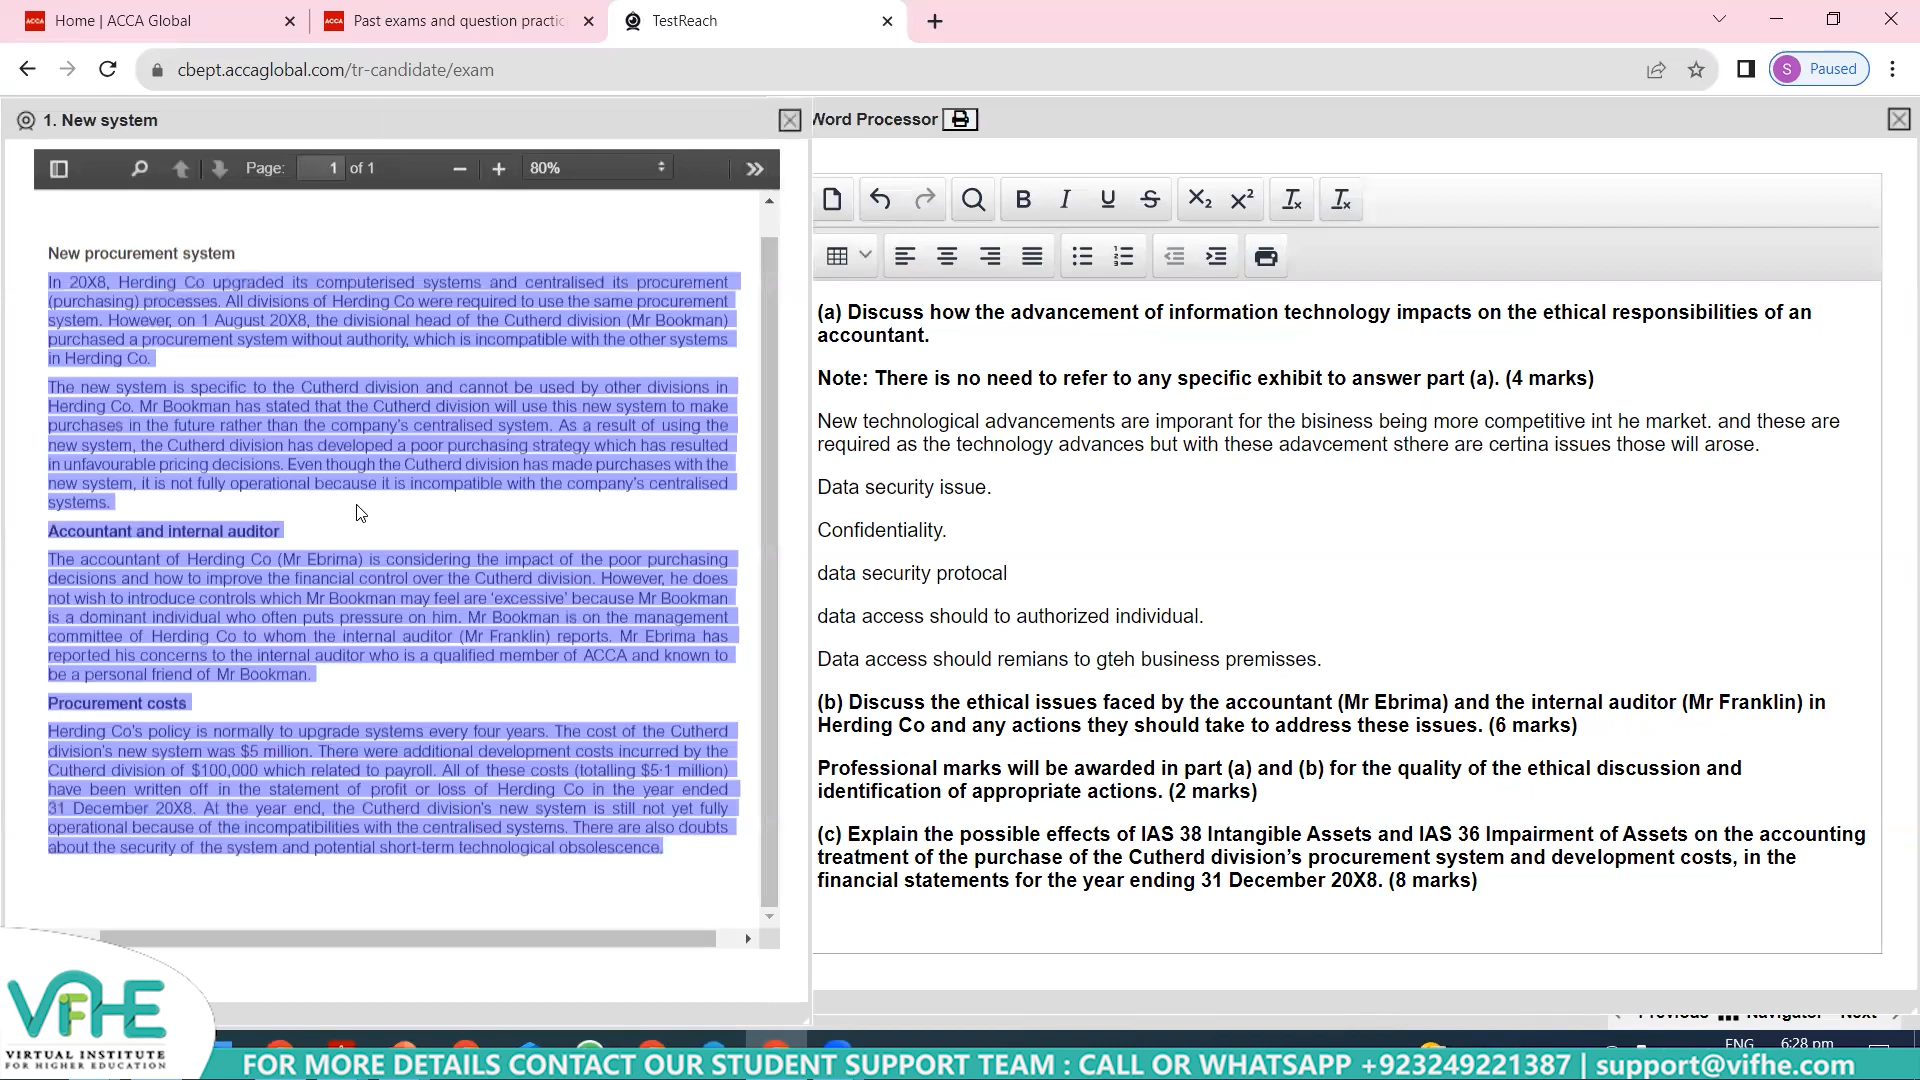 Home | ACCA Global
Past exams and question practic
TestReach
cbept.accaglobal.com/tr-candidate/exam
S Paused
1. New system
Word Processor
Page: 1 of 1
80%
New procurement system
In 20X8, Herding Co upgraded its computerised systems and centralised its procurement
(purchasing) processes. All divisions of Herding Co were required to use the same procurement
system. However, on 1 August 20X8, the divisional head of the Cutherd division (Mr Bookman)
purchased a procurement system without authority, which is incompatible with the other systems
in Herding Co.
The new system is specific to the Cutherd division and cannot be used by other divisions in
Herding Co. Mr Bookman has stated that the Cutherd division will use this new system to make
purchases in the future rather than the company's centralised system. As a result of using the
new system, the Cutherd division has developed a poor purchasing strategy which has resulted
in unfavourable pricing decisions. Even though the Cutherd division has made purchases with the
new system, it is not fully operational because it is incompatible with the company's centralised
systems.
Accountant and internal auditor
The accountant of Herding Co (Mr Ebrima) is considering the impact of the poor purchasing
decisions and how to improve the financial control over the Cutherd division. However, he does
not wish to introduce controls which Mr Bookman may feel are 'excessive' because Mr Bookman
is a dominant individual who often puts pressure on him. Mr Bookman is on the management
committee of Herding Co to whom the internal auditor (Mr Franklin) reports. Mr Ebrima has
reported his concerns to the internal auditor who is a qualified member of ACCA and known to
be a personal friend of Mr Bookman.
Procurement costs
Herding Co's policy is normally to upgrade systems every four years. The cost of the Cutherd
division's new system was $5 million. There were additional development costs incurred by the
Cutherd division of $100,000 which related to payroll. All of these costs (totalling $5·1 million)
have been written off in the statement of profit or loss of Herding Co in the year ended
31 December 20X8. At the year end, the Cutherd division's new system is still not yet fully
operational because of the incompatibilities with the centralised systems. There are also doubts
about the security of the system and potential short-term technological obsolescence.
(a) Discuss how the advancement of information technology impacts on the ethical responsibilities of an
accountant.
Note: There is no need to refer to any specific exhibit to answer part (a). (4 marks)
New technological advancements are imporant for the bisiness being more competitive int he market. and these are
required as the technology advances but with these adavcement sthere are certina issues those will arose.
Data security issue.
Confidentiality.
data security protocal
data access should to authorized individual.
Data access should remians to gteh business premisses.
(b) Discuss the ethical issues faced by the accountant (Mr Ebrima) and the internal auditor (Mr Franklin) in
Herding Co and any actions they should take to address these issues. (6 marks)
Professional marks will be awarded in part (a) and (b) for the quality of the ethical discussion and
identification of appropriate actions. (2 marks)
(c) Explain the possible effects of IAS 38 Intangible Assets and IAS 36 Impairment of Assets on the accounting
treatment of the purchase of the Cutherd division's procurement system and development costs, in the
financial statements for the year ending 31 December 20X8. (8 marks)
Previous Navigator Next
ENG 6:28 pm
VIFHE
VIRTUAL INSTITUTE
FOR HIGHER EDUCATION
FOR MORE DETAILS CONTACT OUR STUDENT SUPPORT TEAM : CALL OR WHATSAPP +923249221387 | support@vifhe.com